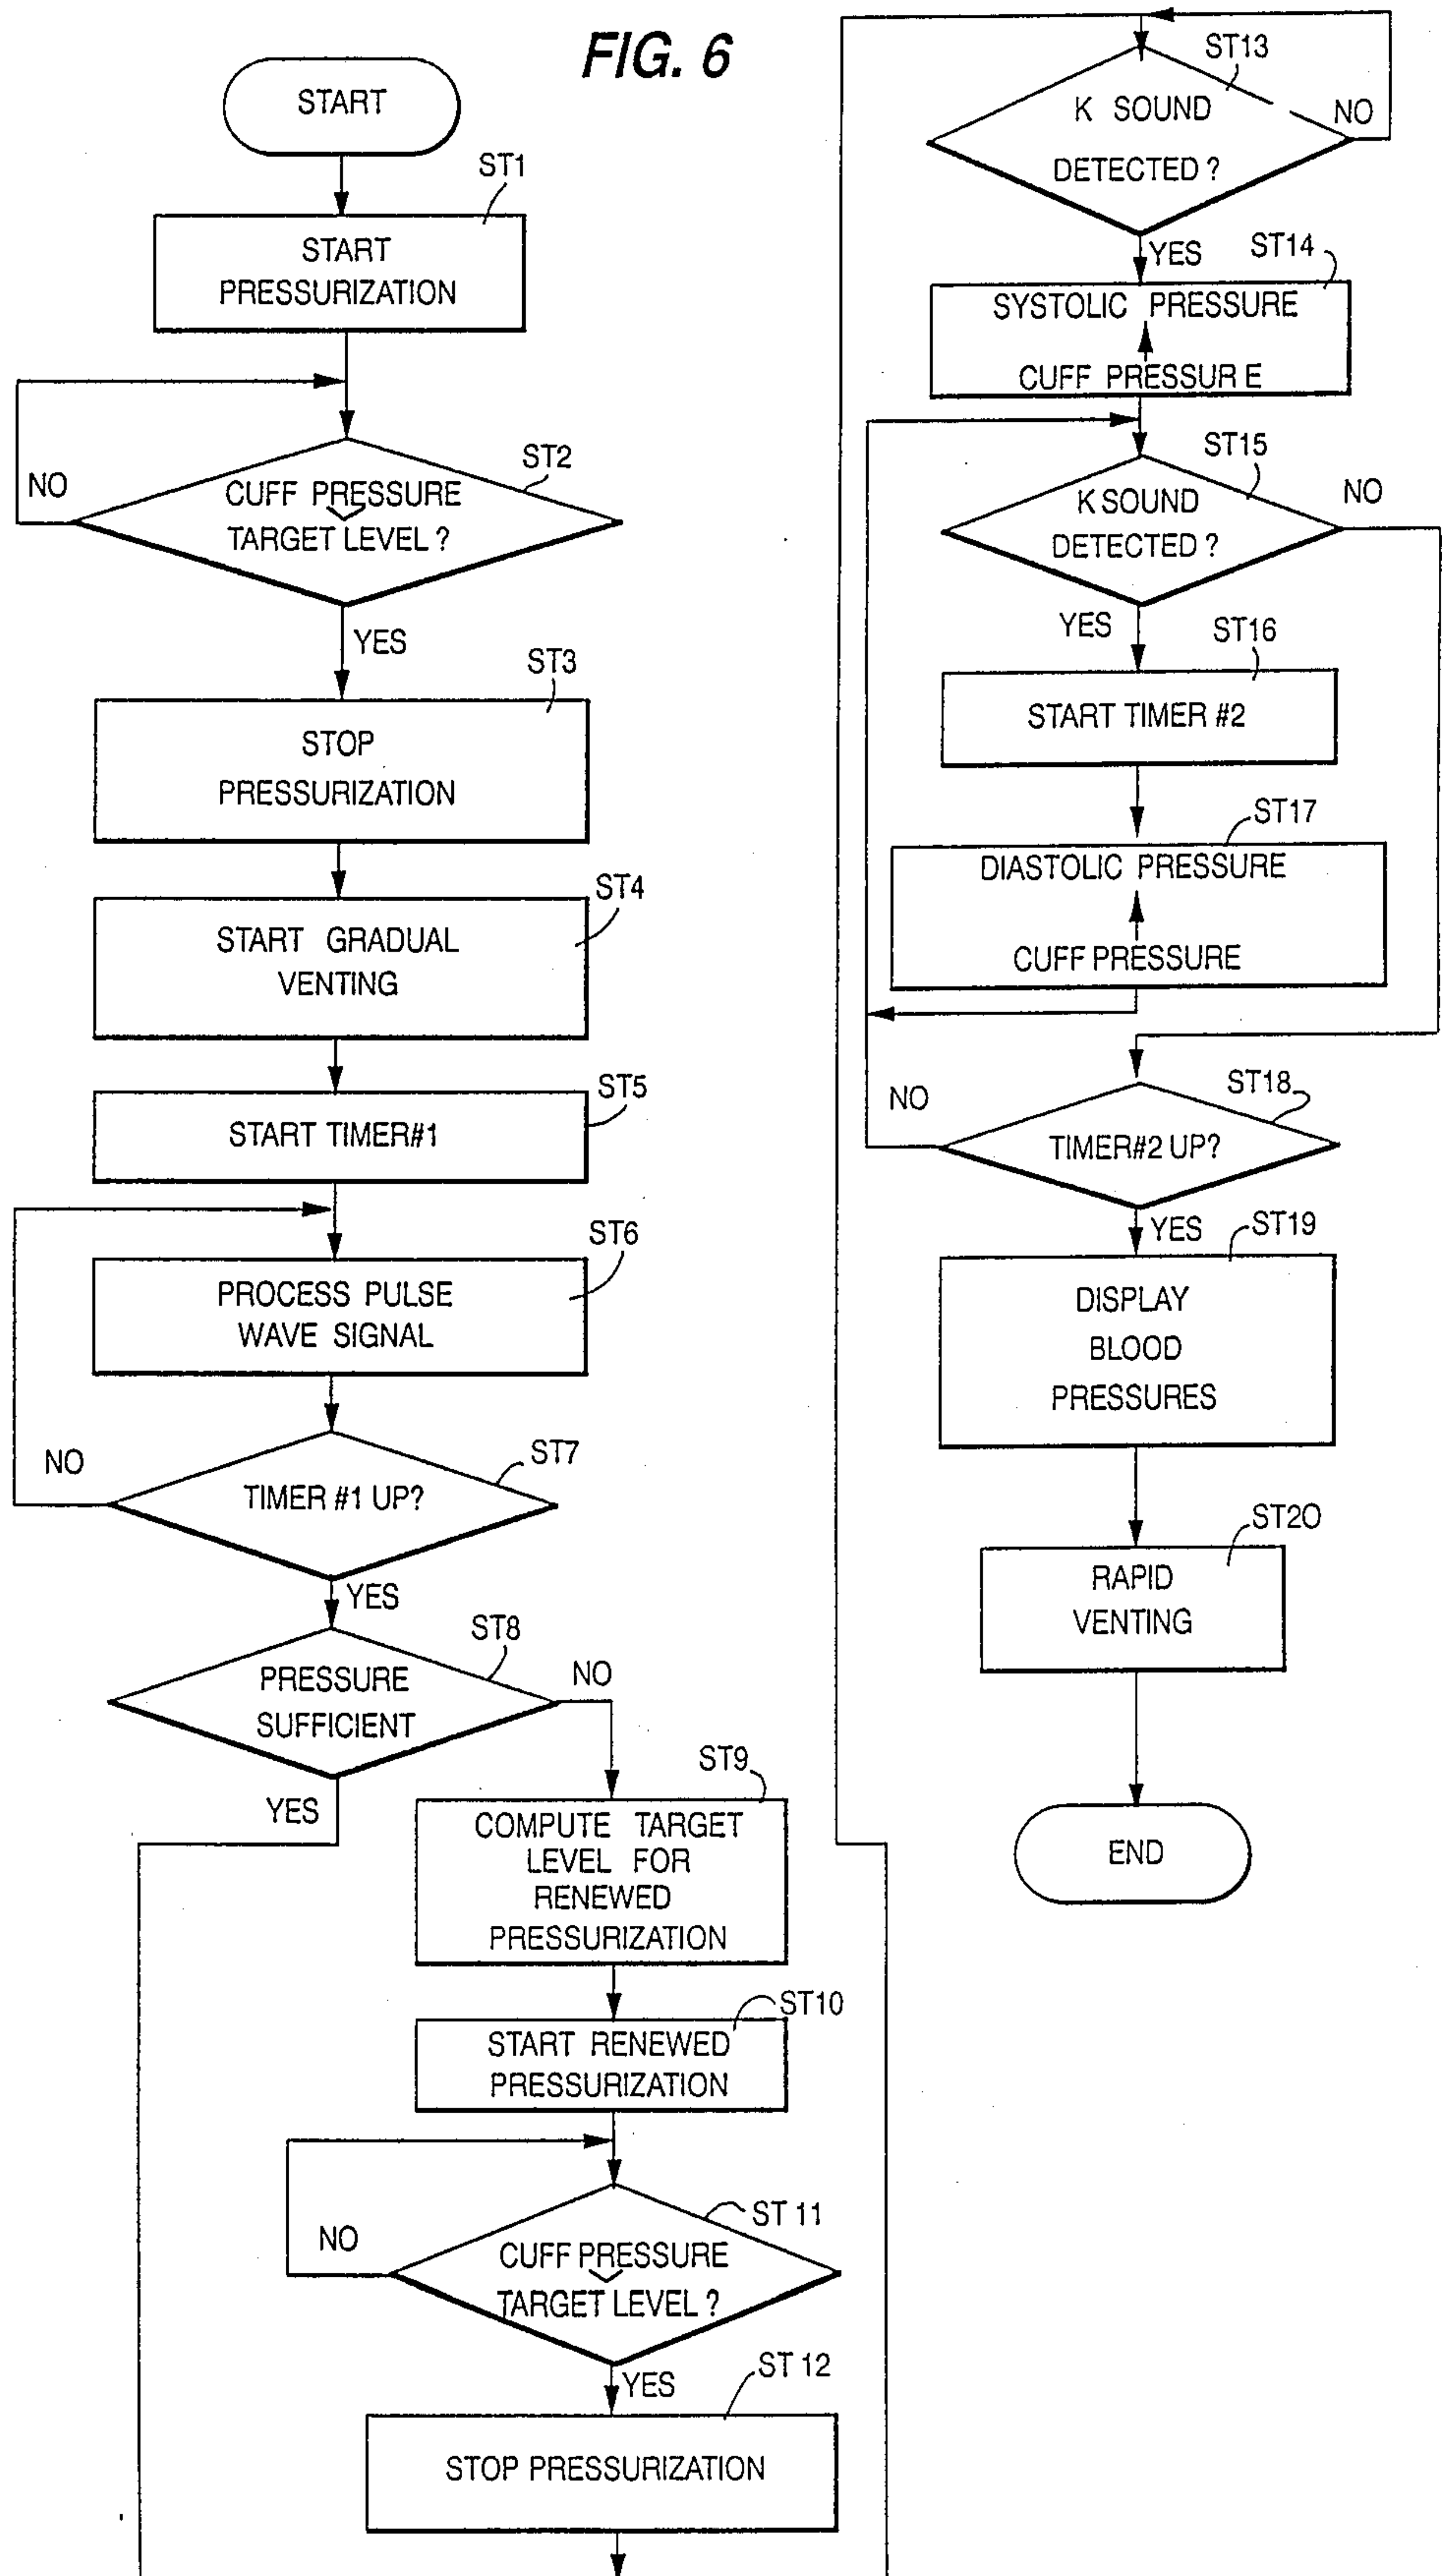 FIG. 6
START
ST1
START
PRESSURIZATION
ST2
NO
CUFF PRESSURE
TARGET LEVEL ?
YES
ST3
STOP
PRESSURIZATION
ST4
START GRADUAL
VENTING
ST5
START TIMER#1
ST6
PROCESS PULSE
WAVE SIGNAL
ST7
NO
TIMER #1 UP?
YES
ST8
PRESSURE
SUFFICIENT
NO
YES
ST9
COMPUTE TARGET
LEVEL FOR
RENEWED
PRESSURIZATION
ST10
START RENEWED
PRESSURIZATION
ST 11
NO
CUFF PRESSURE
TARGET LEVEL ?
YES
ST 12
STOP PRESSURIZATION
ST13
K SOUND
DETECTED ?
NO
YES
ST14
SYSTOLIC PRESSURE
CUFF PRESSUR E
ST15
K SOUND
DETECTED ?
NO
YES
ST16
START TIMER #2
ST17
DIASTOLIC PRESSURE
CUFF PRESSURE
ST18
NO
TIMER#2 UP?
YES
ST19
DISPLAY
BLOOD
PRESSURES
ST20
RAPID
VENTING
END